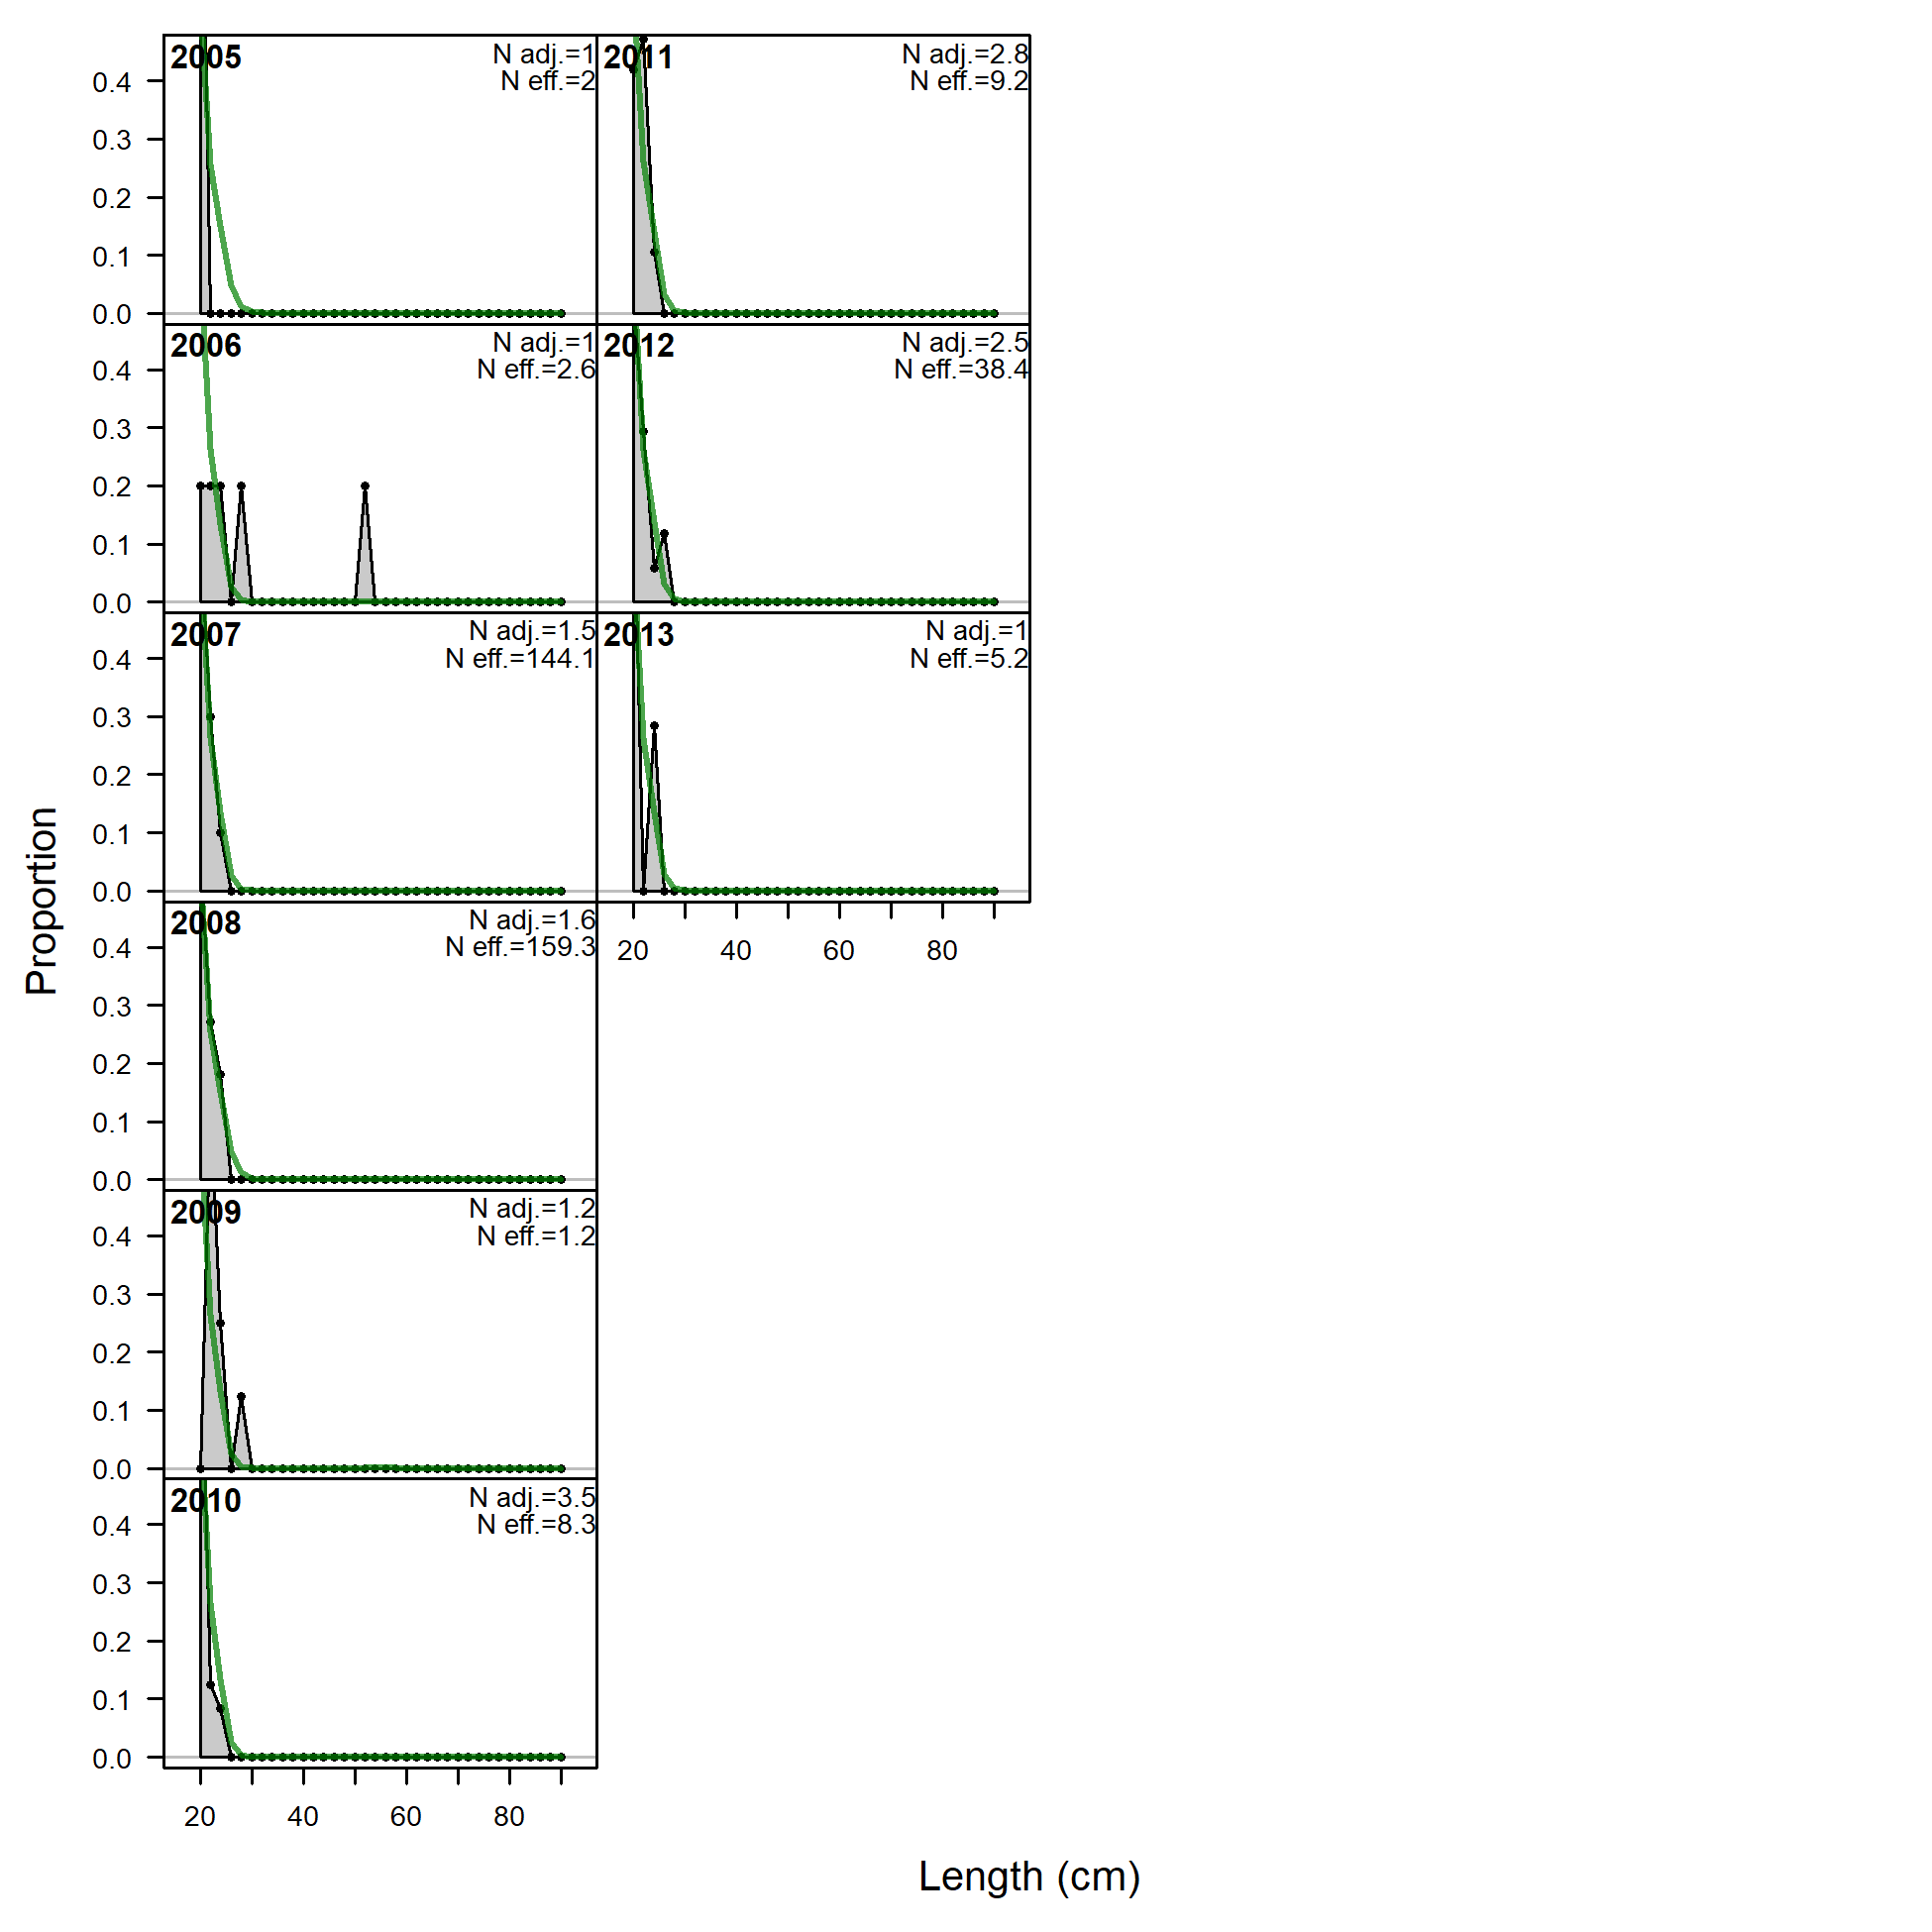 2005
N adj.=1
N eff.=2
0.4
0.3
0.2
0.1
0.0
2006
N adj.=1
N eff.=2.6
0.4
0.3
0.2
0.1
0.0
2007
N adj.=1.5
N eff.=144.1
0.4
0.3
0.2
0.1
0.0
2008
N adj.=1.6
N eff.=159.3
0.4
0.3
0.2
0.1
0.0
2009
N adj.=1.2
N eff.=1.2
0.4
0.3
0.2
0.1
0.0
2010
N adj.=3.5
N eff.=8.3
0.4
0.3
0.2
0.1
0.0
20 40 60 80
2011
N adj.=2.8
N eff.=9.2
2012
N adj.=2.5
N eff.=38.4
2013
N adj.=1
N eff.=5.2
20 40 60 80
Proportion
Length (cm)